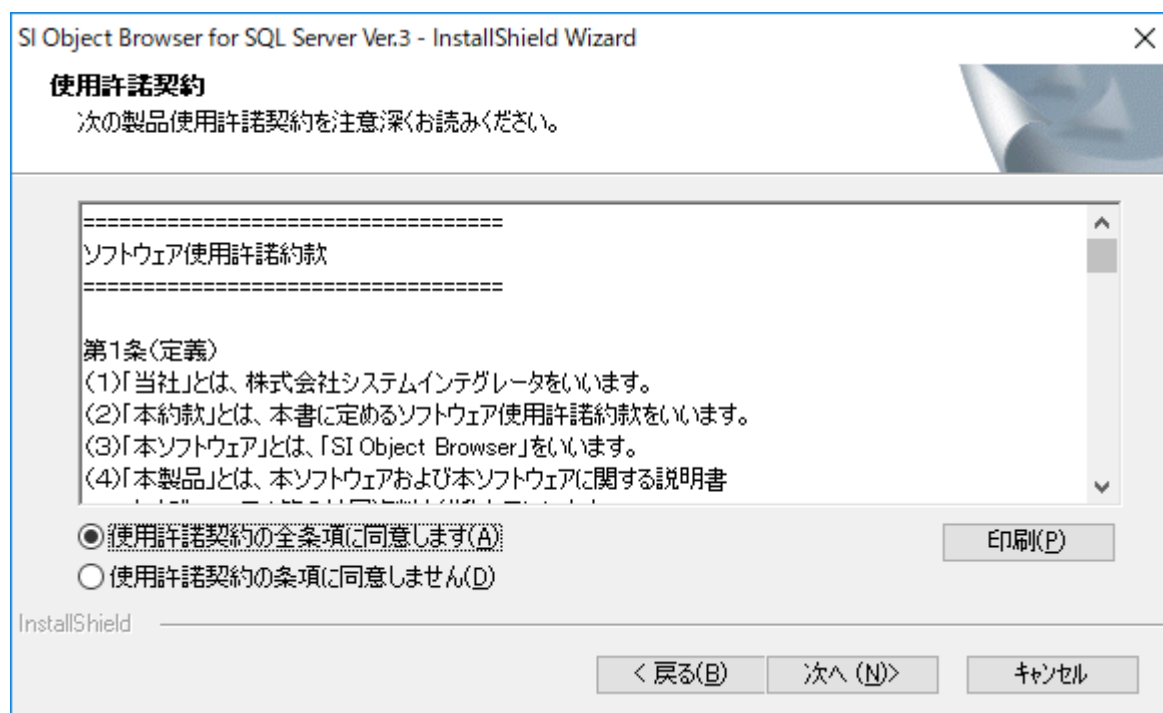 SI Object Browser for SQL Server Ver.3 - InstallShield Wizard
使用許諾契約
次の製品使用許諾契約を注意深くお読みください。
===================================
ソフトウェア使用許諾約款
===================================
第1条(定義)
(1)「当社」とは、株式会社システムインテグレータをいいます。
(2)「本約款」とは、本書に定めるソフトウェア使用許諾約款をいいます。
(3)「本ソフトウェア」とは、「SI Object Browser」をいいます。
(4)「本製品」とは、本ソフトウェアおよび本ソフトウェアに関する説明書
使用許諾契約の全条項に同意します(A)
印刷(P)
使用許諾契約の条項に同意しません(D)
InstallShield
< 戻る(B)
次へ (N)>
キャンセル